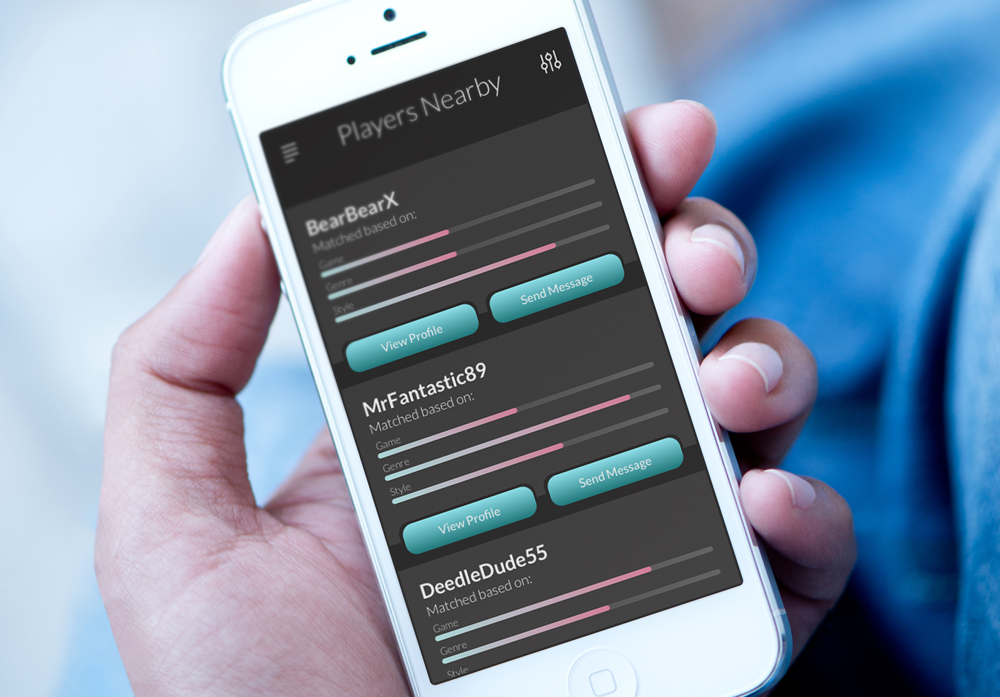 Players Nearby
BearBearX
Matched based on:
Game
Genre
Style
View Profile
Send Message
MrFantastic89
Matched based on:
Game
Genre
Style
View Profile
Send Message
DeedleDude55
Matched based on:
Game
Genre
Style